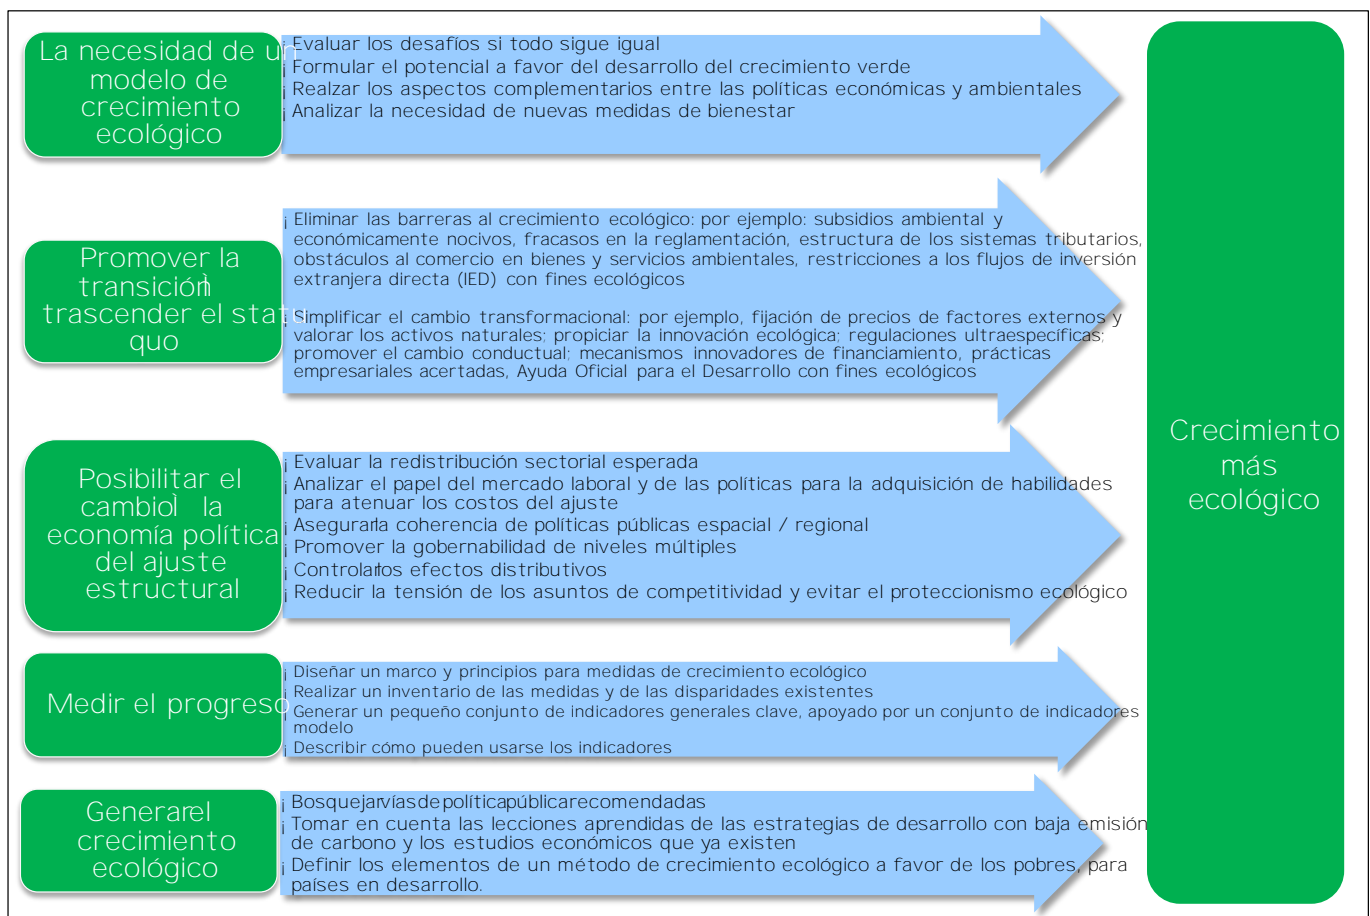 La necesidad de un
modelo de
crecimiento
ecológico
¡ Evaluar los desafíos si todo sigue igual
¡ Formular el potencial a favor del desarrollo del crecimiento verde
¡ Realzar los aspectos complementarios entre las políticas económicas y ambientales
¡ Analizar la necesidad de nuevas medidas de bienestar
Promover la
transición
trascender el statu
quo
¡ Eliminar las barreras al crecimiento ecológico: por ejemplo: subsidios ambiental y
económicamente nocivos, fracasos en la reglamentación, estructura de los sistemas tributarios,
obstáculos al comercio en bienes y servicios ambientales, restricciones a los flujos de inversión
extranjera directa (IED) con fines ecológicos
¡ Simplificar el cambio transformacional: por ejemplo, fijación de precios de factores externos y
valorar los activos naturales; propiciar la innovación ecológica; regulaciones ultraespecíficas;
promover el cambio conductual; mecanismos innovadores de financiamiento, prácticas
empresariales acertadas, Ayuda Oficial para el Desarrollo con fines ecológicos
Posibilitar el
cambio la
economía política
del ajuste
estructural
¡ Evaluar la redistribución sectorial esperada
¡ Analizar el papel del mercado laboral y de las políticas para la adquisición de habilidades
para atenuar los costos del ajuste
¡ Asegurar la coherencia de políticas públicas espacial / regional
¡ Promover la gobernabilidad de niveles múltiples
¡ Controlar los efectos distributivos
¡ Reducir la tensión de los asuntos de competitividad y evitar el proteccionismo ecológico
Medir el progreso
¡ Diseñar un marco y principios para medidas de crecimiento ecológico
¡ Realizar un inventario de las medidas y de las disparidades existentes
¡ Generar un pequeño conjunto de indicadores generales clave, apoyado por un conjunto de indicadores
modelo
¡ Describir cómo pueden usarse los indicadores
Generar el
crecimiento
ecológico
¡ Bosquejar vías de política pública recomendadas
¡ Tomar en cuenta las lecciones aprendidas de las estrategias de desarrollo con baja emisión
de carbono y los estudios económicos que ya existen
¡ Definir los elementos de un método de crecimiento ecológico a favor de los pobres, para
países en desarrollo.
Crecimiento
más
ecológico